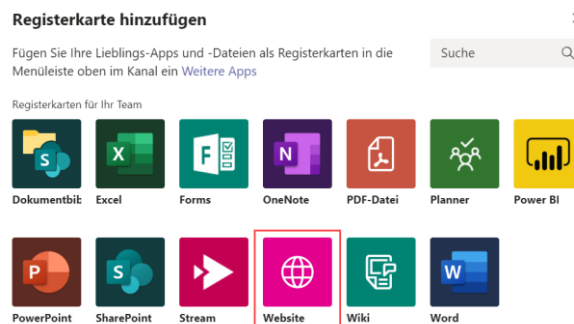 Registerkarte hinzufügen
Fügen Sie Ihre Lieblings-Apps und -Dateien als Registerkarten in die
Menüleiste oben im Kanal ein Weitere Apps
Suche
Registerkarten für Ihr Team
Dokumentbib Excel Forms OneNote PDF-Datei Planner Power BI
PowerPoint SharePoint Stream Website Wiki Word